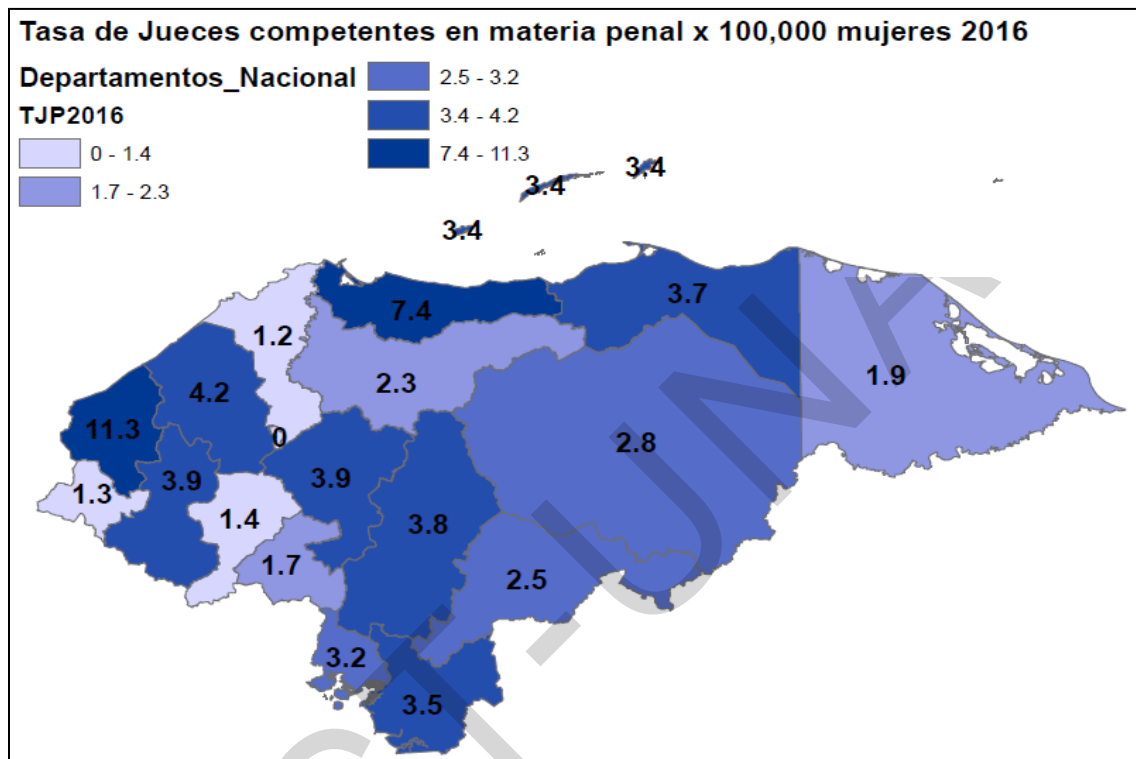 Tasa de Jueces competentes en materia penal x 100,000 mujeres 2016
Departamentos_Nacional
TJP2016
0 - 1.4
1.7 - 2.3
2.5 - 3.2
3.4 - 4.2
7.4 - 11.3
3.4
3.4
3.4
7.4
3.7
1.2
2.3
1.9
4.2
11.3
0
2.8
3.9
3.9
1.3
1.4
3.8
1.7
2.5
3.2
3.5